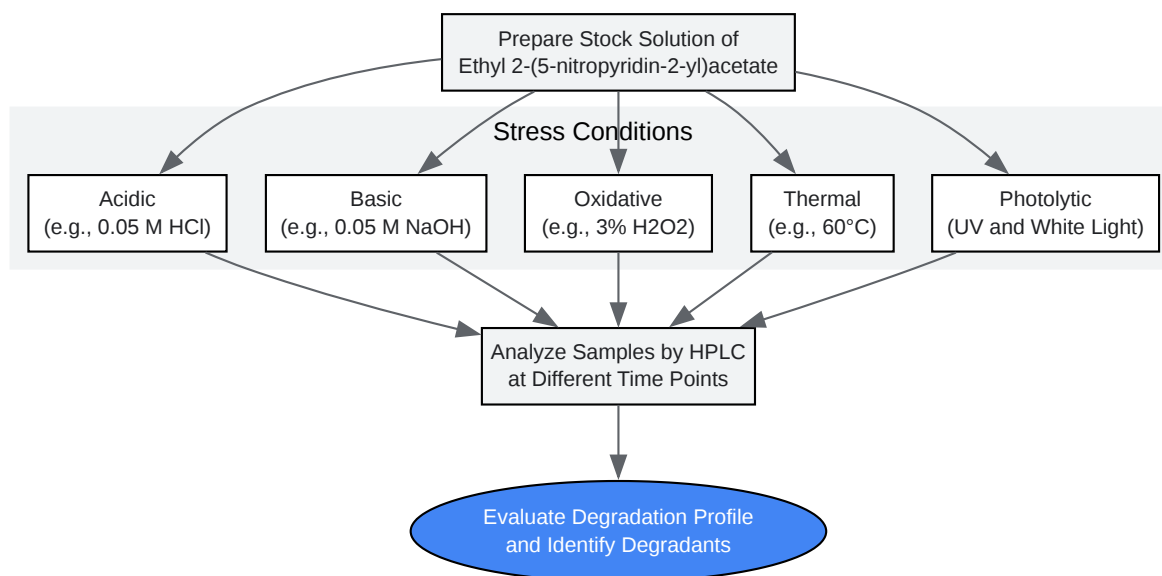 Prepare Stock Solution of
Ethyl 2-(5-nitropyridin-2-yl)acetate
Stress Conditions
Acidic
(e.g., 0.05 M HCl)
Basic
(e.g., 0.05 M NaOH)
Oxidative
(e.g., 3% H2O2)
Thermal
(e.g., 60°C)
Photolytic
(UV and White Light)
Analyze Samples by HPLC
at Different Time Points
Evaluate Degradation Profile
and Identify Degradants